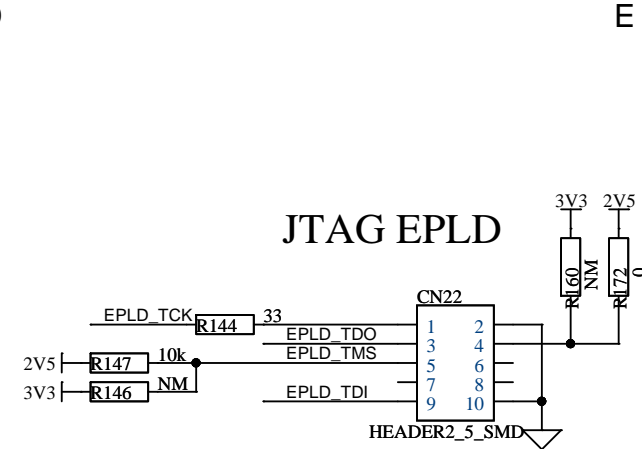 E
3V3 2V5
JTAG EPLD
R160
NM
R172
0
CN22
EPLD_TCK R144 33
1 2
EPLD_TDO
3 4
2V5 R147 10k EPLD_TMS
5 6
3V3 R146 NM
7 8
EPLD_TDI
9 10
HEADER2_5_SMD